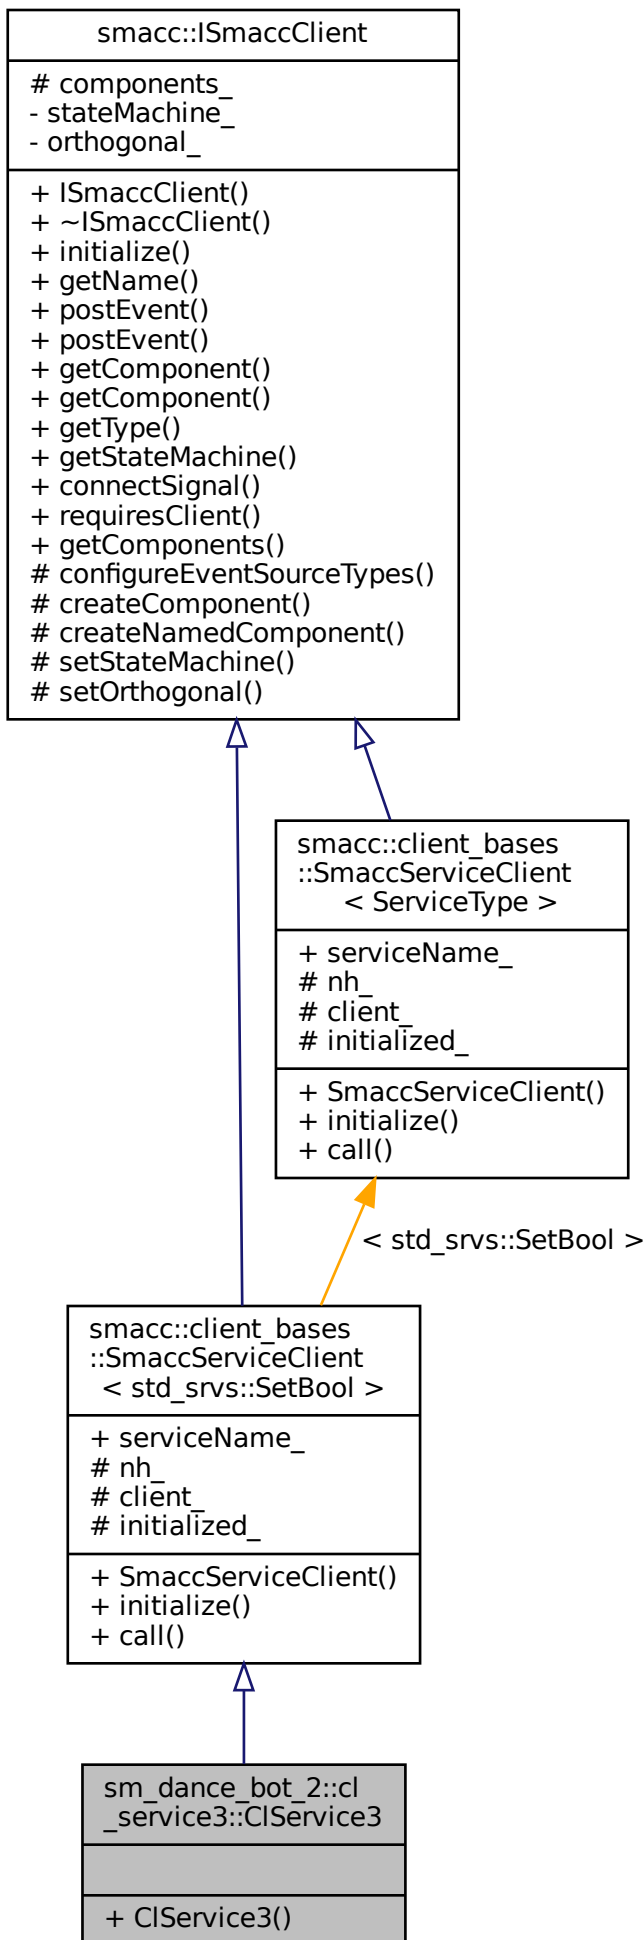 smacc::ISmaccClient
# components_
- stateMachine_
- orthogonal_
+ ISmaccClient()
+ ~ISmaccClient()
+ initialize()
+ getName()
+ postEvent()
+ postEvent()
+ getComponent()
+ getComponent()
+ getType()
+ getStateMachine()
+ connectSignal()
+ requiresClient()
+ getComponents()
# configureEventSourceTypes()
# createComponent()
# createNamedComponent()
# setStateMachine()
# setOrthogonal()
smacc::client_bases
::SmaccServiceClient
< ServiceType >
+ serviceName_
# nh_
# client_
# initialized_
+ SmaccServiceClient()
+ initialize()
+ call()
< std_srvs::SetBool >
smacc::client_bases
::SmaccServiceClient
< std_srvs::SetBool >
+ serviceName_
# nh_
# client_
# initialized_
+ SmaccServiceClient()
+ initialize()
+ call()
sm_dance_bot_2::cl
_service3::ClService3
+ ClService3()